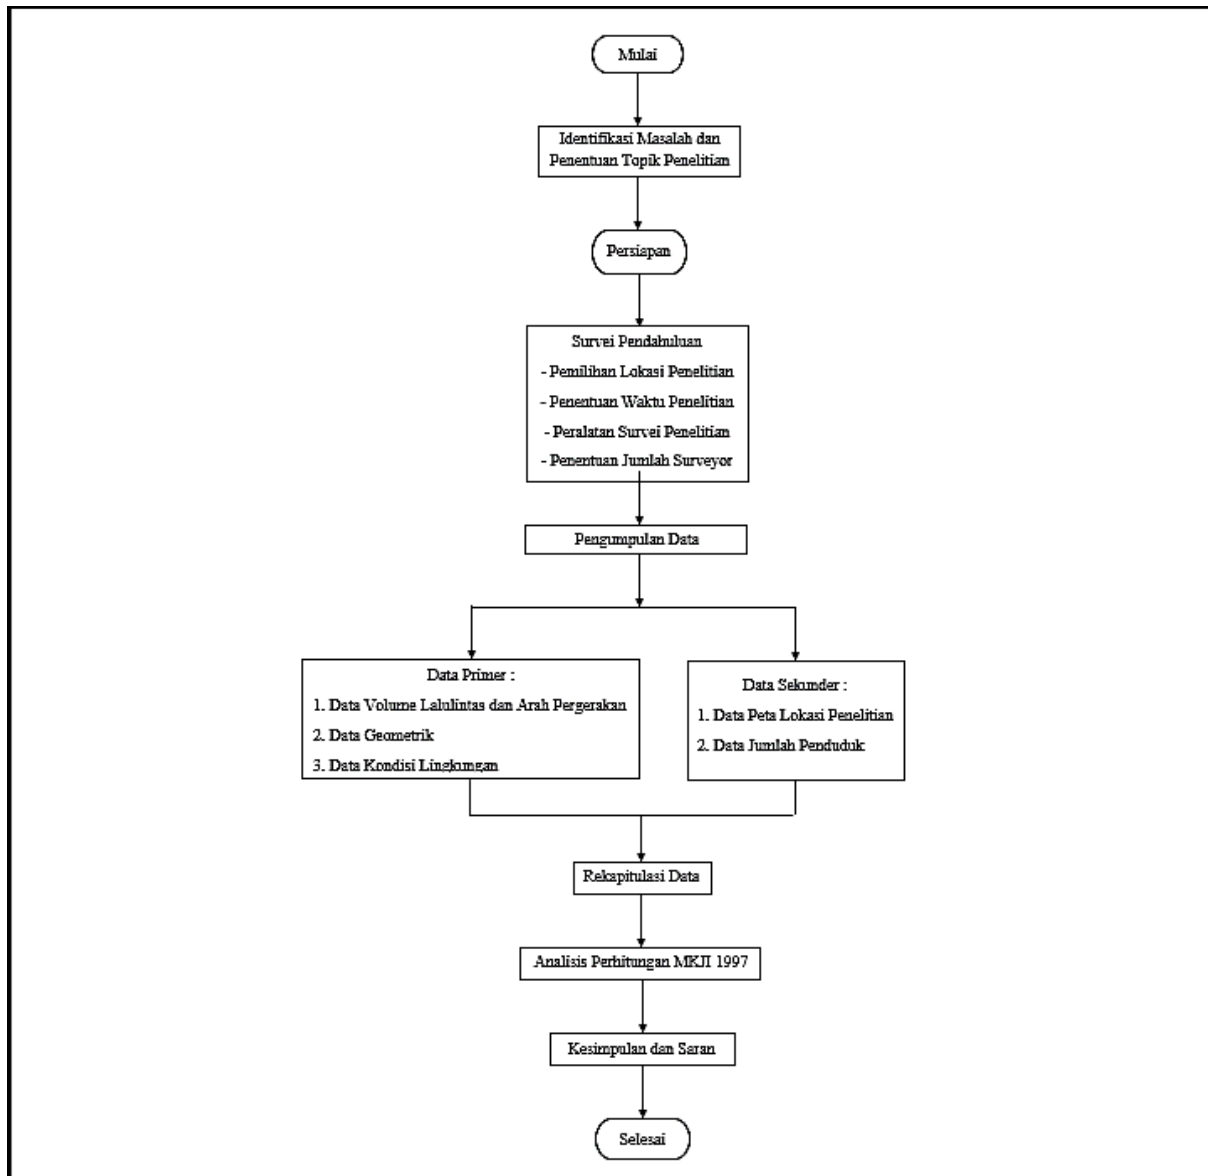 Mulai
Identifikasi Masalah dan
Penentuan Topik Penelitian
Persiapan
Survei Pendahuluan
- Pemilihan Lokasi Penelitian
- Penentuan Waktu Penelitian
- Peralatan Survei Penelitian
- Penentuan Jumlah Surveyor
Pengumpulan Data
Data Primer :
1. Data Volume Lalulintas dan Arah Pergerakan
2. Data Geometrik
3. Data Kondisi Lingkungan
Data Sekunder :
1. Data Peta Lokasi Penelitian
2. Data Jumlah Penduduk
Rekapitulasi Data
Analisis Perhitungan MKJI 1997
Kesimpulan dan Saran
Selesai